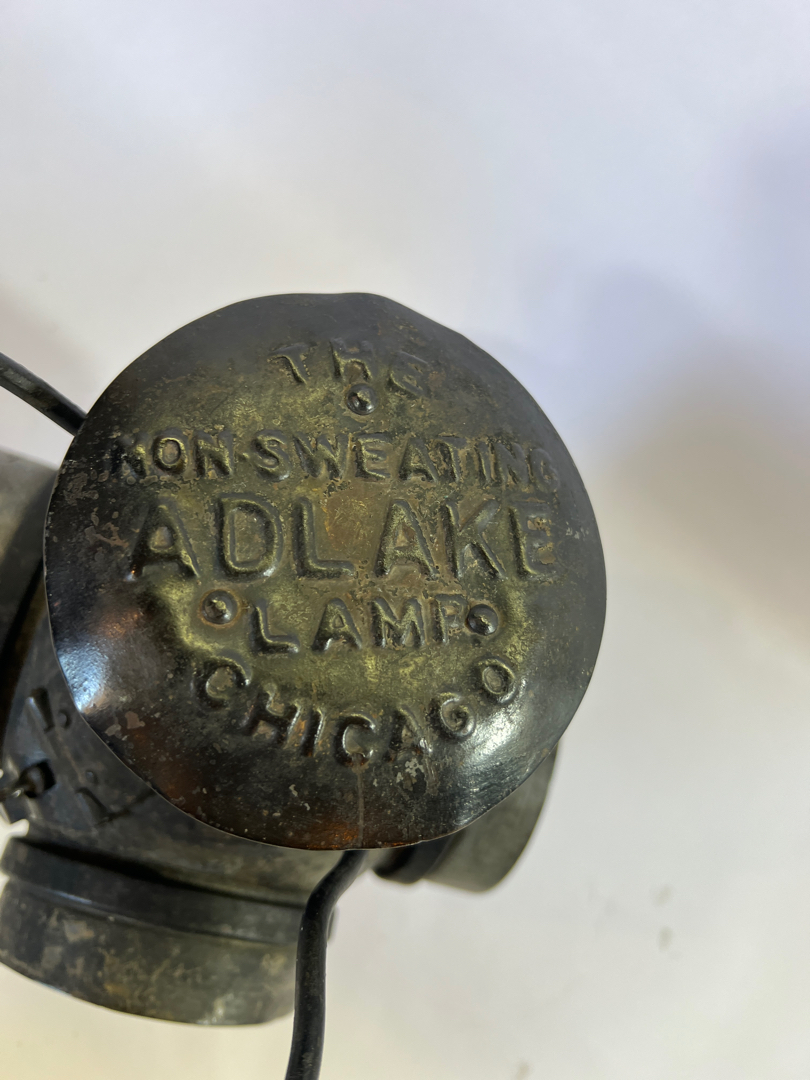 THE
NON-SWEATING
ADLAKE
LAMP
CHICAGO